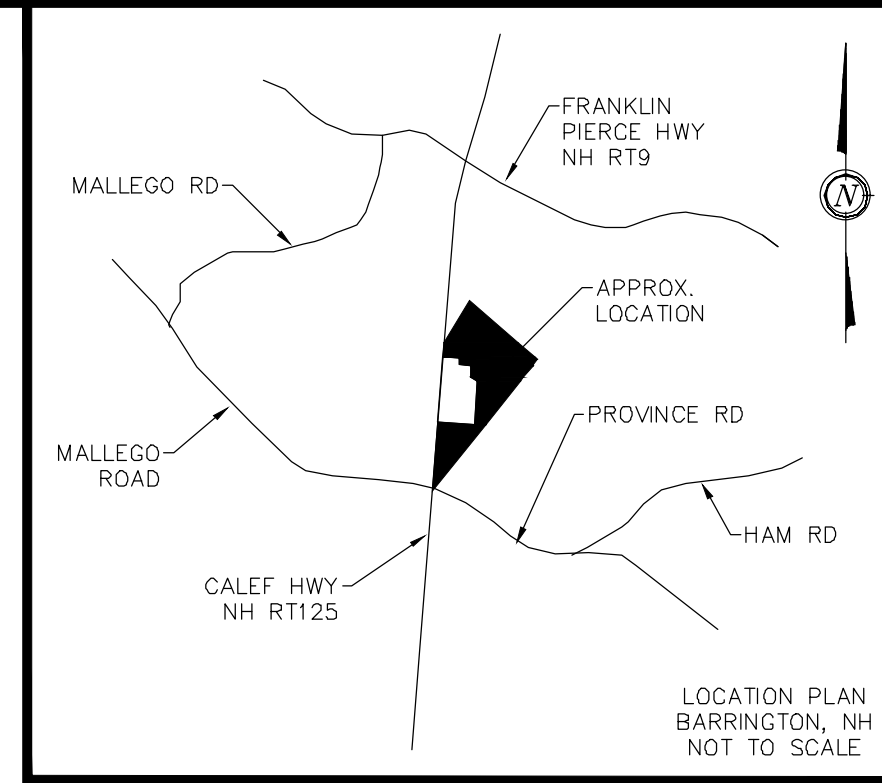 FRANKLIN
PIERCE HWY
NH RT9
MALLEGO RD
N
APPROX.
LOCATION
PROVINCE RD
MALLEGO
ROAD
HAM RD
CALEF HWY
NH RT125
LOCATION PLAN
BARRINGTON, NH
NOT TO SCALE